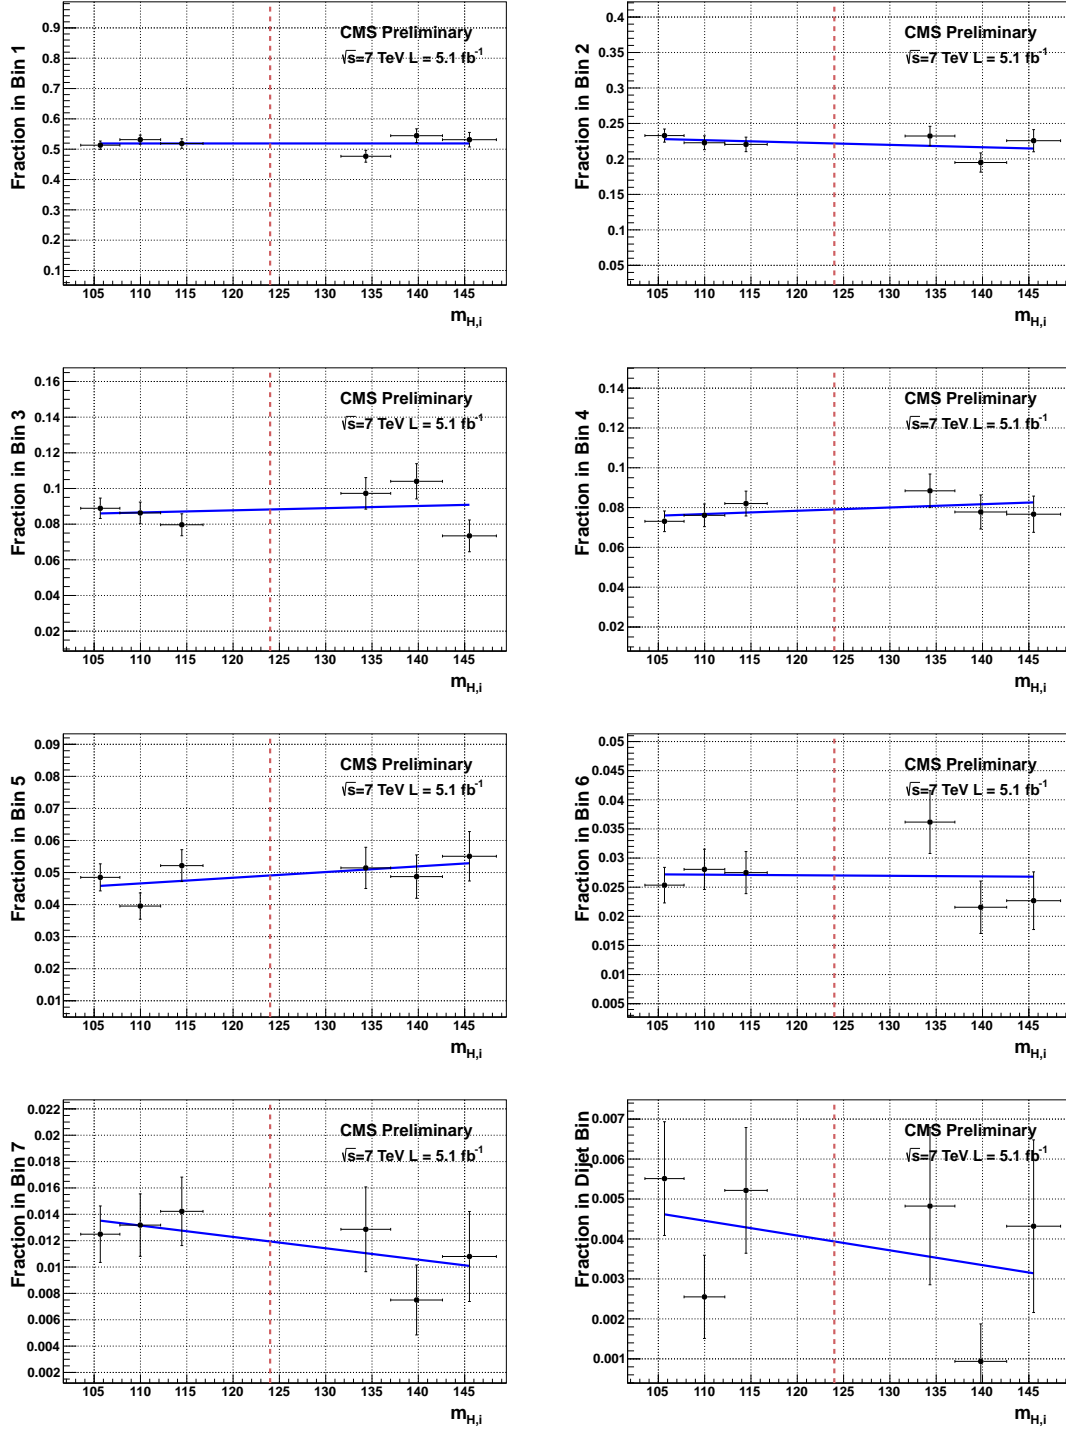 Fraction in Bin 1
0.9
0.8
0.7
0.6
0.5
0.4
0.3
0.2
0.1
CMS Preliminary
√s=7 TeV L = 5.1 fb⁻¹
105 110 115 120 125 130 135 140 145
m_H,i
Fraction in Bin 2
0.4
0.35
0.3
0.25
0.2
0.15
0.1
0.05
CMS Preliminary
√s=7 TeV L = 5.1 fb⁻¹
105 110 115 120 125 130 135 140 145
m_H,i
Fraction in Bin 3
0.16
0.14
0.12
0.1
0.08
0.06
0.04
0.02
CMS Preliminary
√s=7 TeV L = 5.1 fb⁻¹
105 110 115 120 125 130 135 140 145
m_H,i
Fraction in Bin 4
0.14
0.12
0.1
0.08
0.06
0.04
0.02
CMS Preliminary
√s=7 TeV L = 5.1 fb⁻¹
105 110 115 120 125 130 135 140 145
m_H,i
Fraction in Bin 5
0.09
0.08
0.07
0.06
0.05
0.04
0.03
0.02
0.01
CMS Preliminary
√s=7 TeV L = 5.1 fb⁻¹
105 110 115 120 125 130 135 140 145
m_H,i
Fraction in Bin 6
0.05
0.045
0.04
0.035
0.03
0.025
0.02
0.015
0.01
0.005
CMS Preliminary
√s=7 TeV L = 5.1 fb⁻¹
105 110 115 120 125 130 135 140 145
m_H,i
Fraction in Bin 7
0.022
0.02
0.018
0.016
0.014
0.012
0.01
0.008
0.006
0.004
0.002
CMS Preliminary
√s=7 TeV L = 5.1 fb⁻¹
105 110 115 120 125 130 135 140 145
m_H,i
Fraction in Dijet Bin
0.007
0.006
0.005
0.004
0.003
0.002
0.001
CMS Preliminary
√s=7 TeV L = 5.1 fb⁻¹
105 110 115 120 125 130 135 140 145
m_H,i